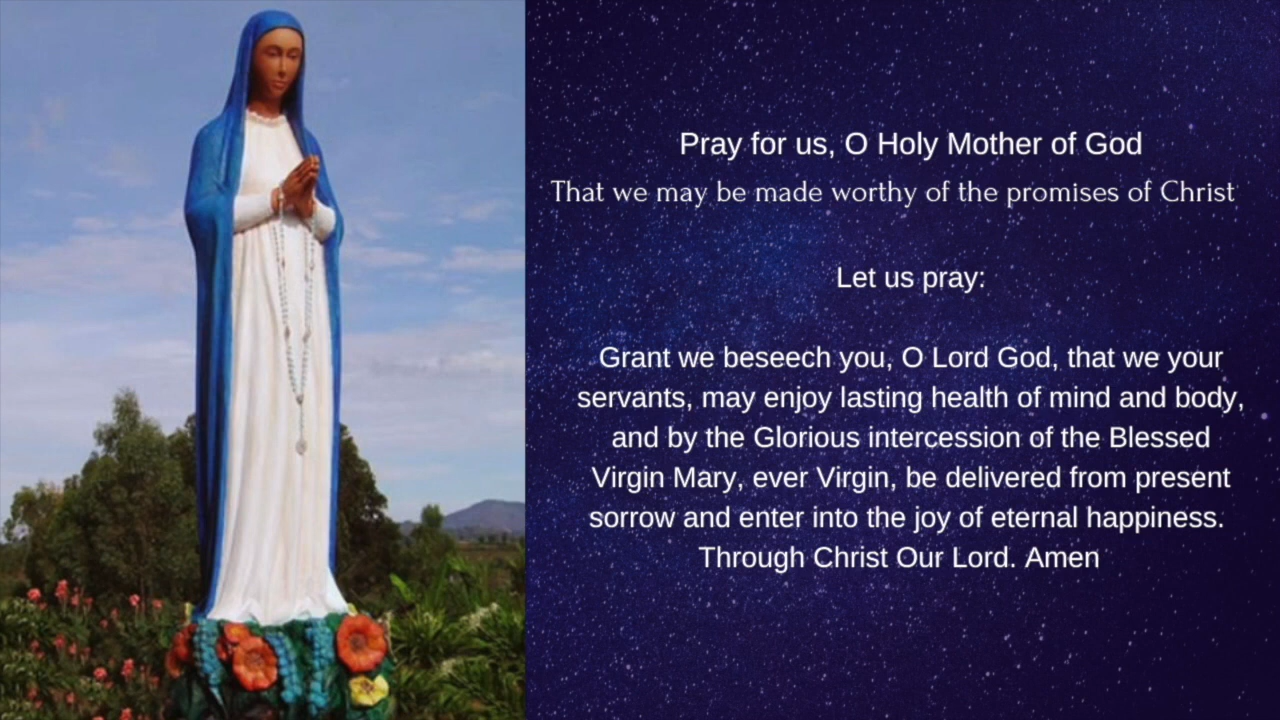 Pray for us, O Holy Mother of God
That we may be made worthy of the promises of Christ
Let us pray:
Grant we beseech you, O Lord God, that we your
servants, may enjoy lasting health of mind and body,
and by the Glorious intercession of the Blessed
Virgin Mary, ever Virgin, be delivered from present
sorrow and enter into the joy of eternal happiness.
Through Christ Our Lord. Amen